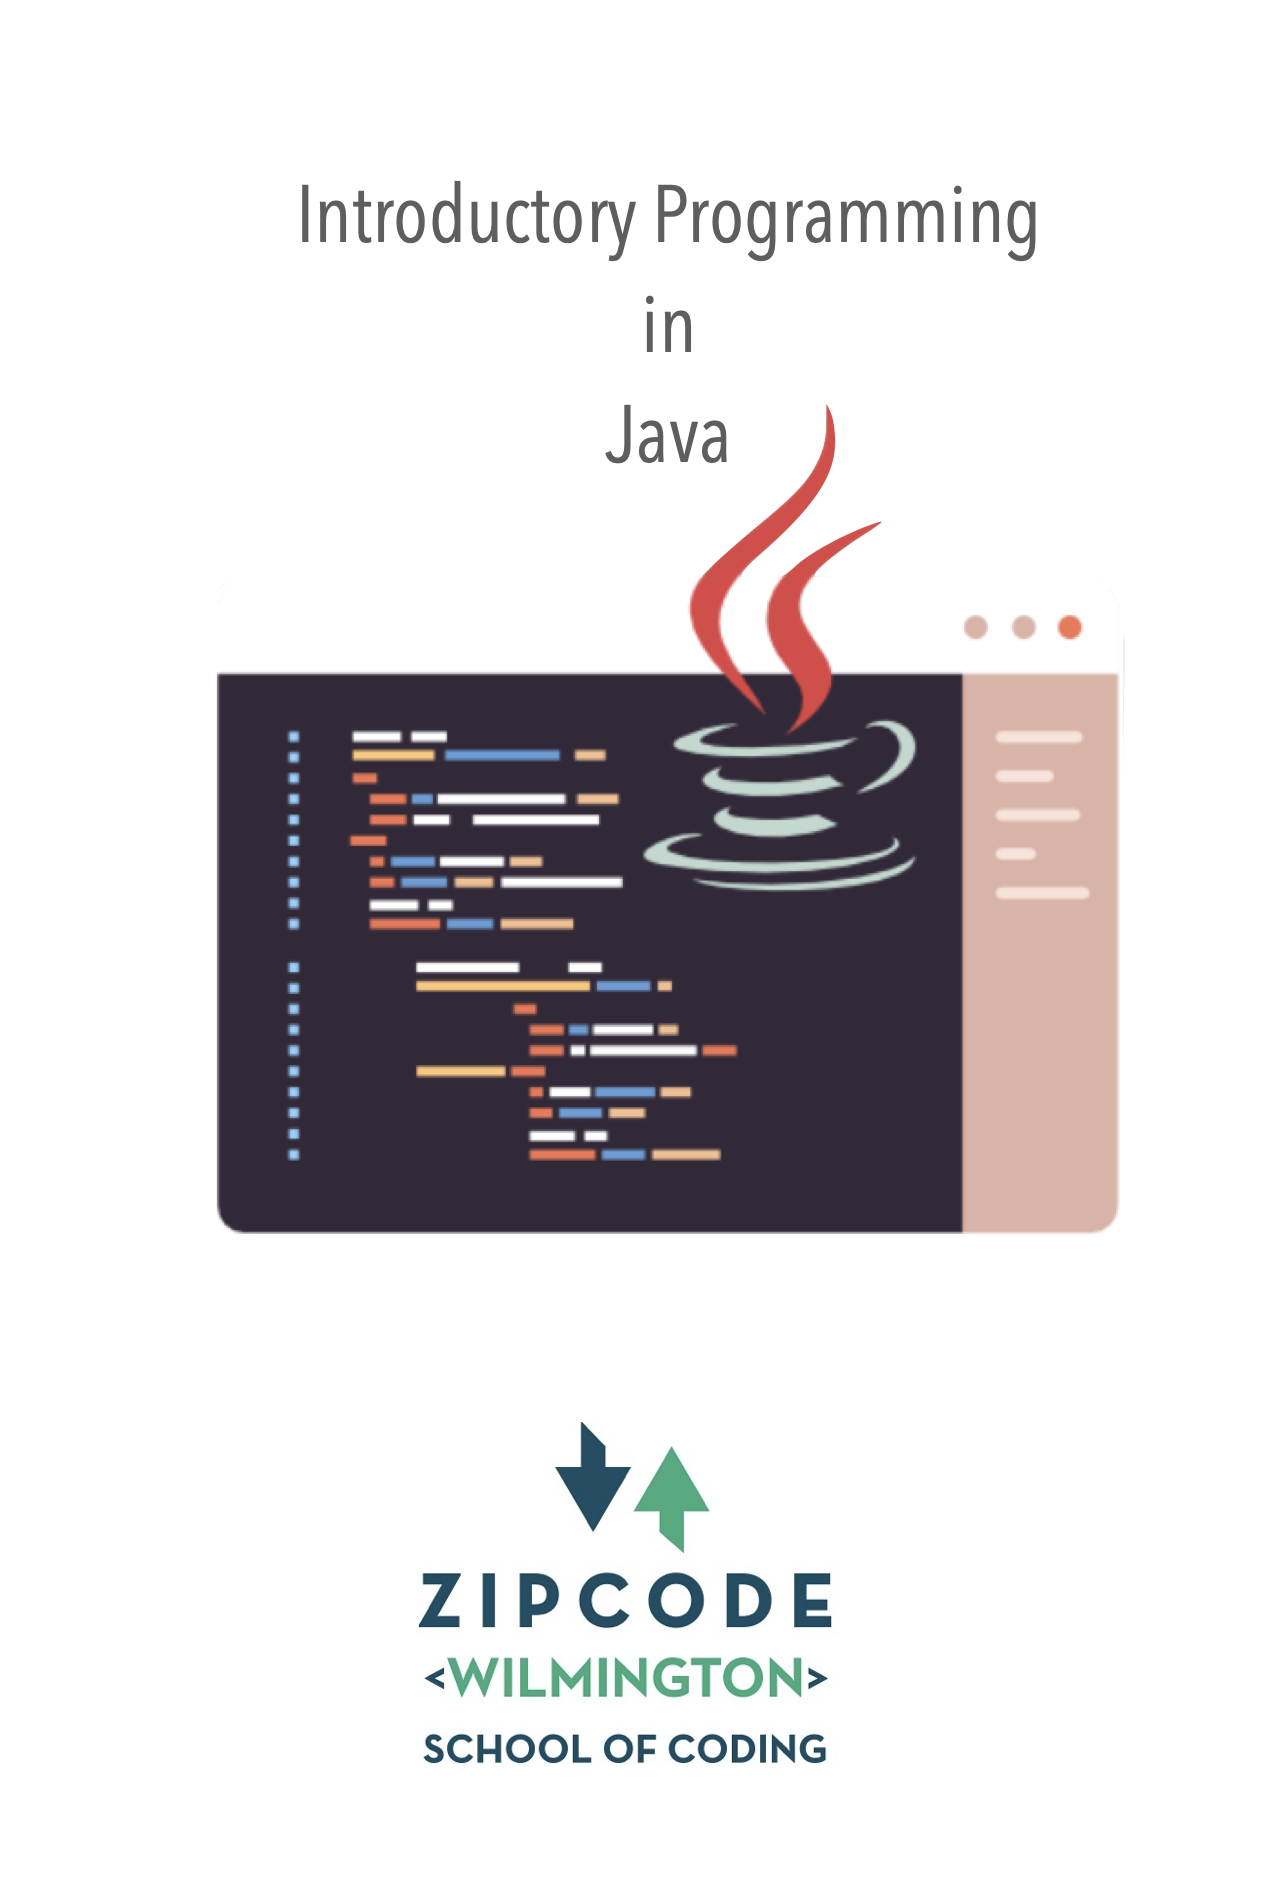 Introductory Programming
in
Java
ZIPCODE
<WILMINGTON>
SCHOOL OF CODING